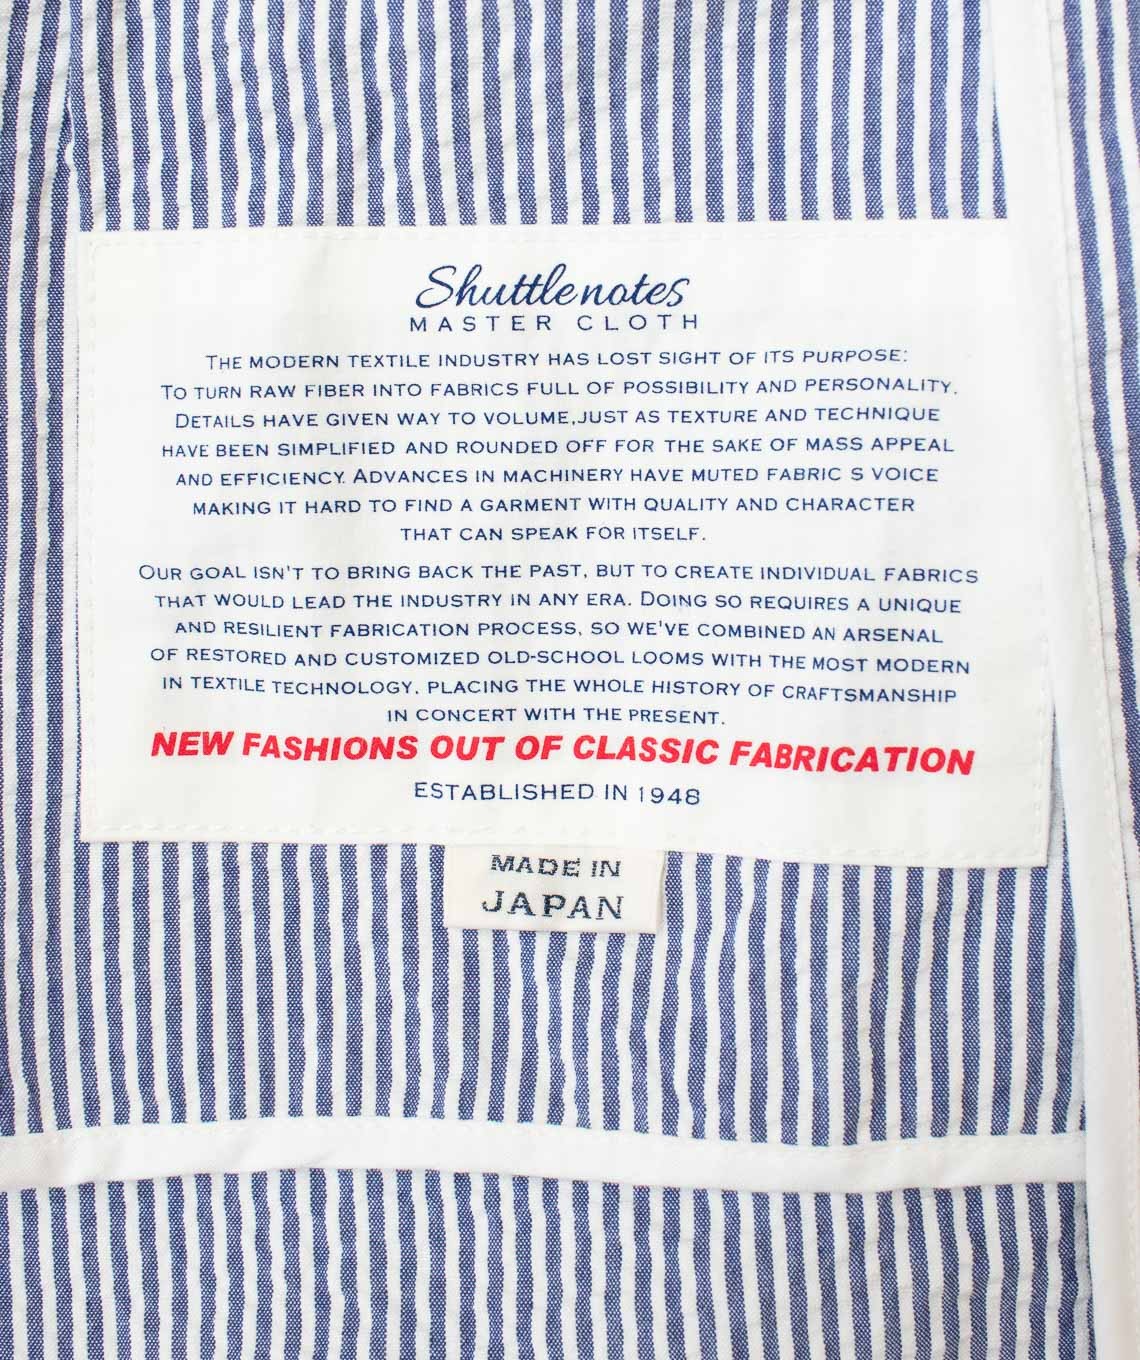 Shuttlenotes
MASTER CLOTH
THE MODERN TEXTILE INDUSTRY HAS LOST SIGHT OF ITS PURPOSE:
TO TURN RAW FIBER INTO FABRICS FULL OF POSSIBILITY AND PERSONALITY.
DETAILS HAVE GIVEN WAY TO VOLUME,JUST AS TEXTURE AND TECHNIQUE
HAVE BEEN SIMPLIFIED AND ROUNDED OFF FOR THE SAKE OF MASS APPEAL
AND EFFICIENCY. ADVANCES IN MACHINERY HAVE MUTED FABRIC S VOICE
MAKING IT HARD TO FIND A GARMENT WITH QUALITY AND CHARACTER
THAT CAN SPEAK FOR ITSELF.
OUR GOAL ISN'T TO BRING BACK THE PAST, BUT TO CREATE INDIVIDUAL FABRICS
THAT WOULD LEAD THE INDUSTRY IN ANY ERA. DOING SO REQUIRES A UNIQUE
AND RESILIENT FABRICATION PROCESS, SO WE'VE COMBINED AN ARSENAL
OF RESTORED AND CUSTOMIZED OLD-SCHOOL LOOMS WITH THE MOST MODERN
IN TEXTILE TECHNOLOGY, PLACING THE WHOLE HISTORY OF CRAFTSMANSHIP
IN CONCERT WITH THE PRESENT.
NEW FASHIONS OUT OF CLASSIC FABRICATION
ESTABLISHED IN 1948
MADE IN
JAPAN